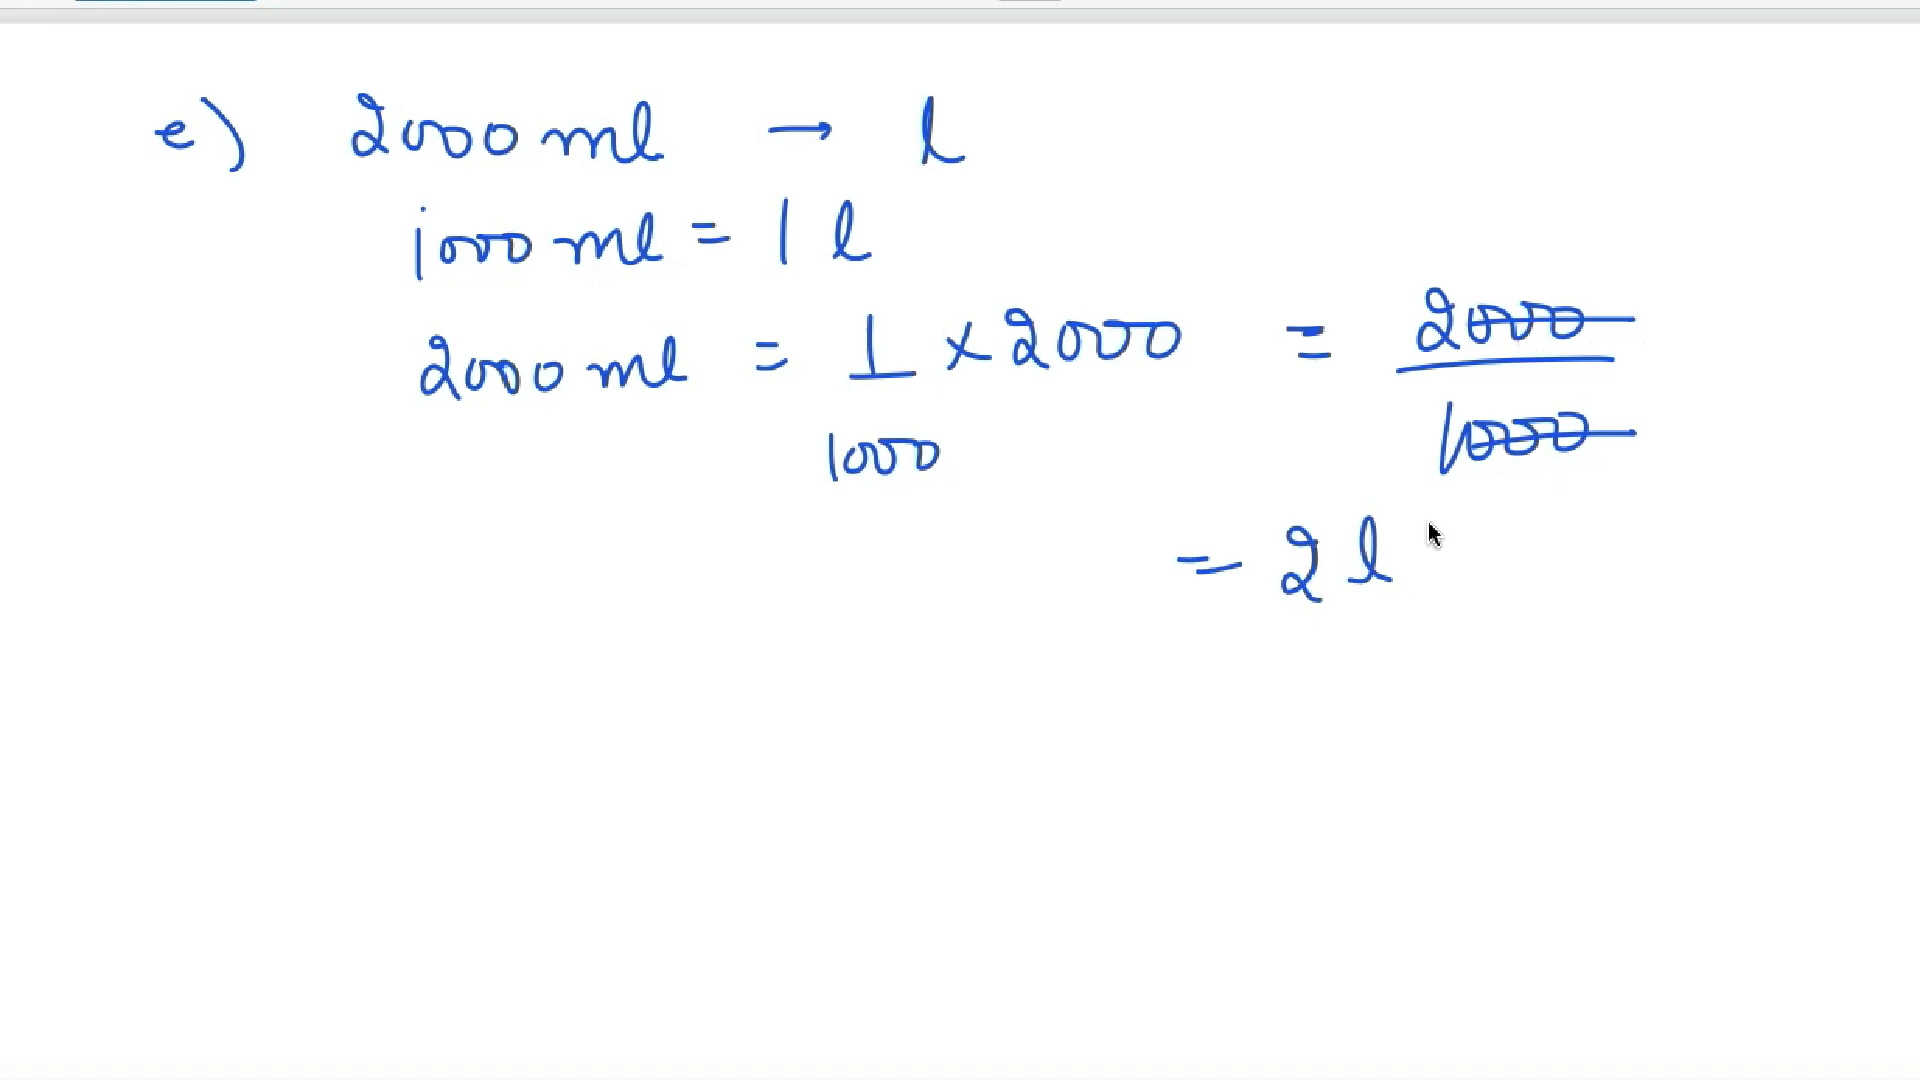 e) 2000 ml → l
1000 ml = 1 l
2000 ml = 1/1000 × 2000 = 2000/1000
= 2 l